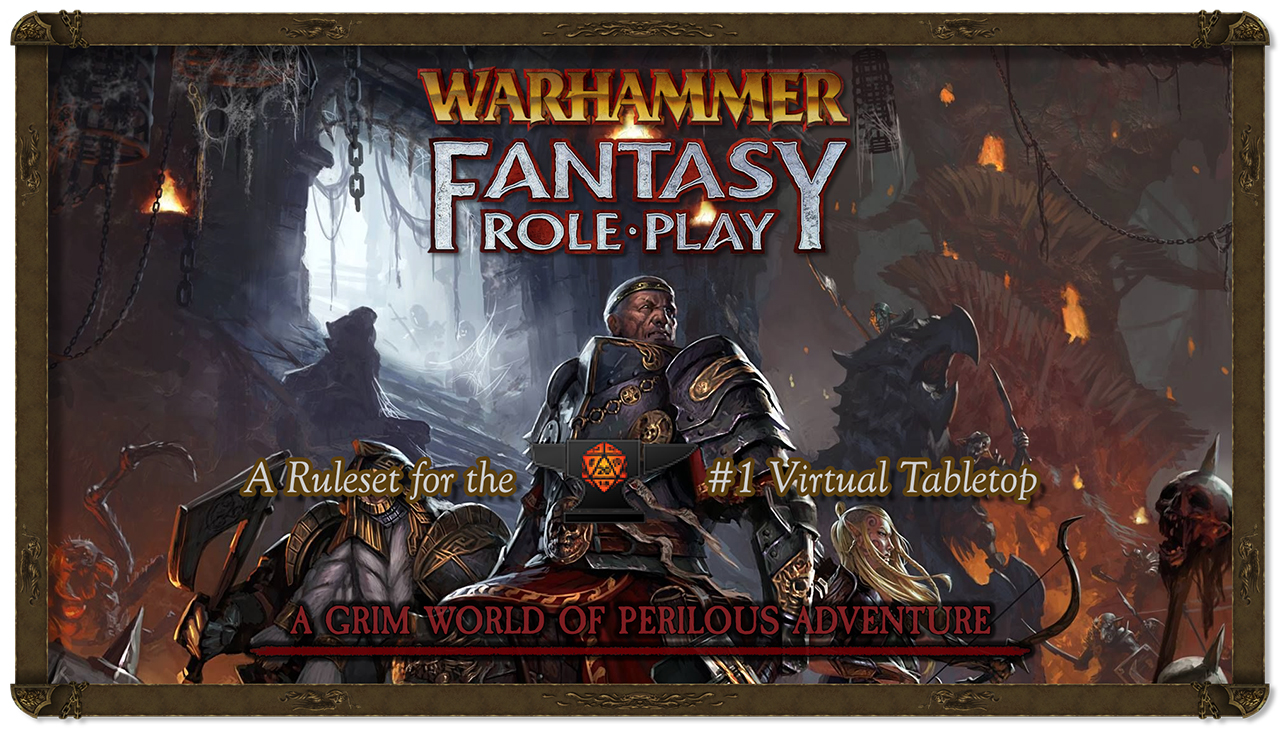 WARHAMMER
FANTASY
ROLE·PLAY
A Ruleset for the #1 Virtual Tabletop
A GRIM WORLD OF PERILOUS ADVENTURE